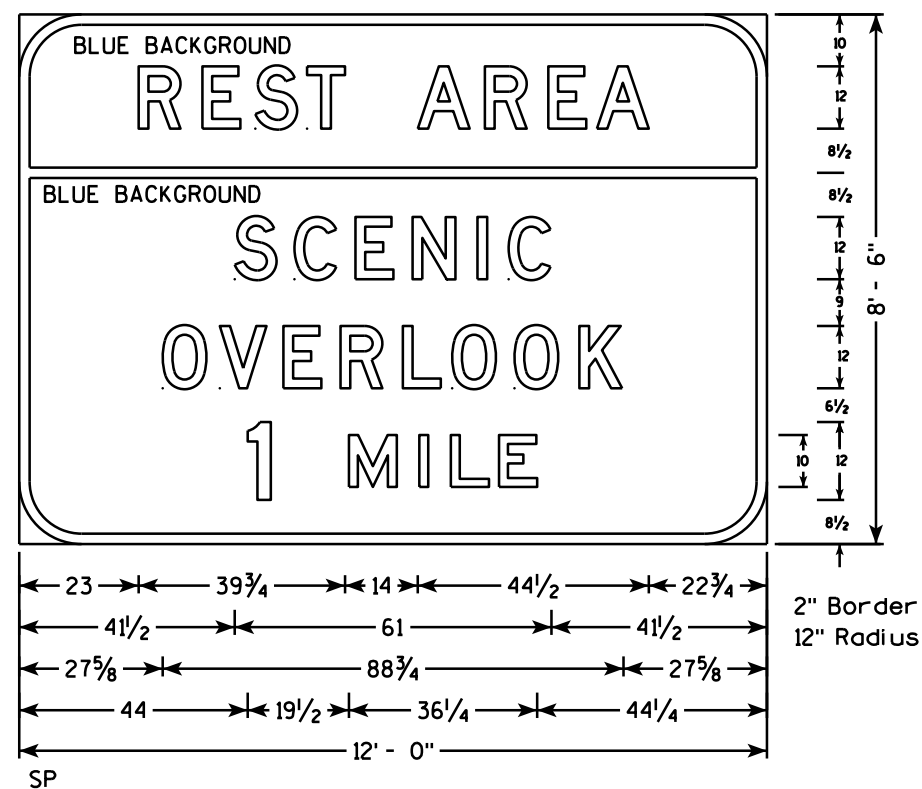 BLUE BACKGROUND
REST AREA
BLUE BACKGROUND
SCENIC
OVERLOOK
1 MILE
10
12
8½
8½
12
9
12
6½
10 12
8½
8' - 6"
23 39¾ 14 44½ 22¾
41½ 61 41½
27⅝ 88¾ 27⅝
44 19½ 36¼ 44¼
12' - 0"
2" Border
12" Radius
SP